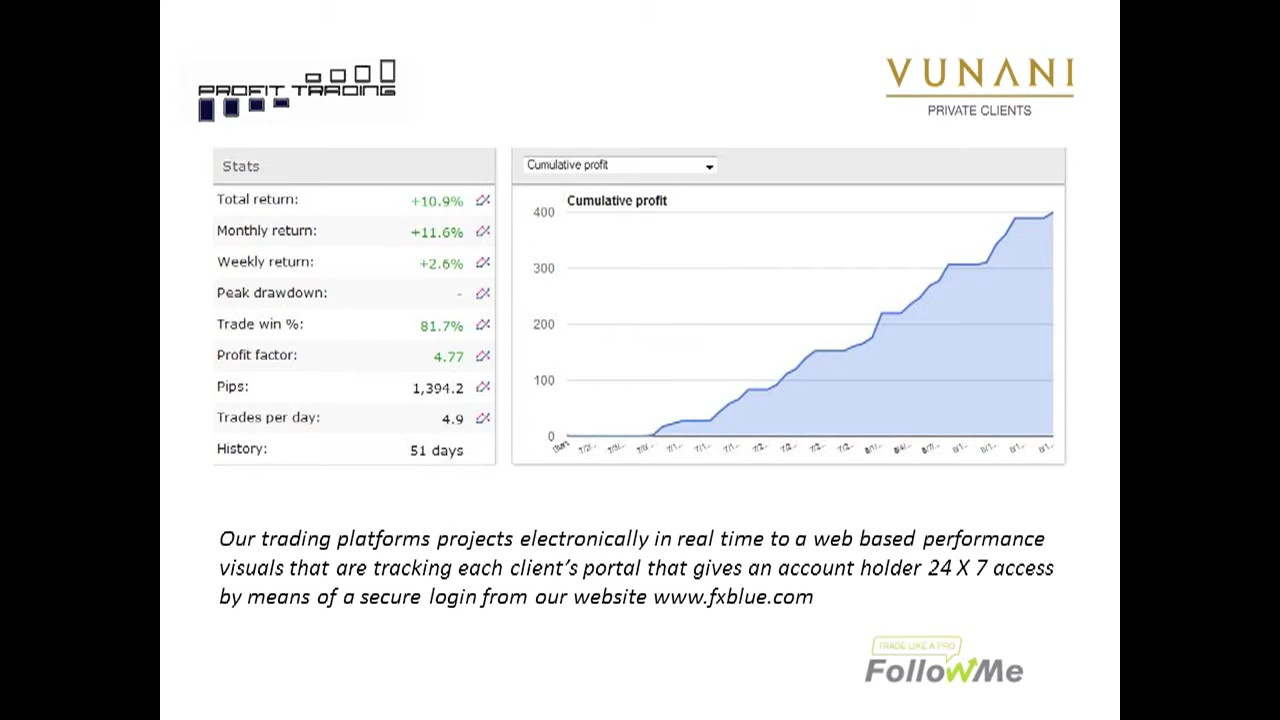 PROFIT TRADING
VUNANI
PRIVATE CLIENTS
Stats
Total return: +10.9%
Monthly return: +11.6%
Weekly return: +2.6%
Peak drawdown: -
Trade win %: 81.7%
Profit factor: 4.77
Pips: 1,394.2
Trades per day: 4.9
History: 51 days
Cumulative profit
Cumulative profit
400
300
200
100
0
Our trading platforms projects electronically in real time to a web based performance
visuals that are tracking each client's portal that gives an account holder 24 X 7 access
by means of a secure login from our website www.fxblue.com
TRADE LIKE A PRO
FollowMe